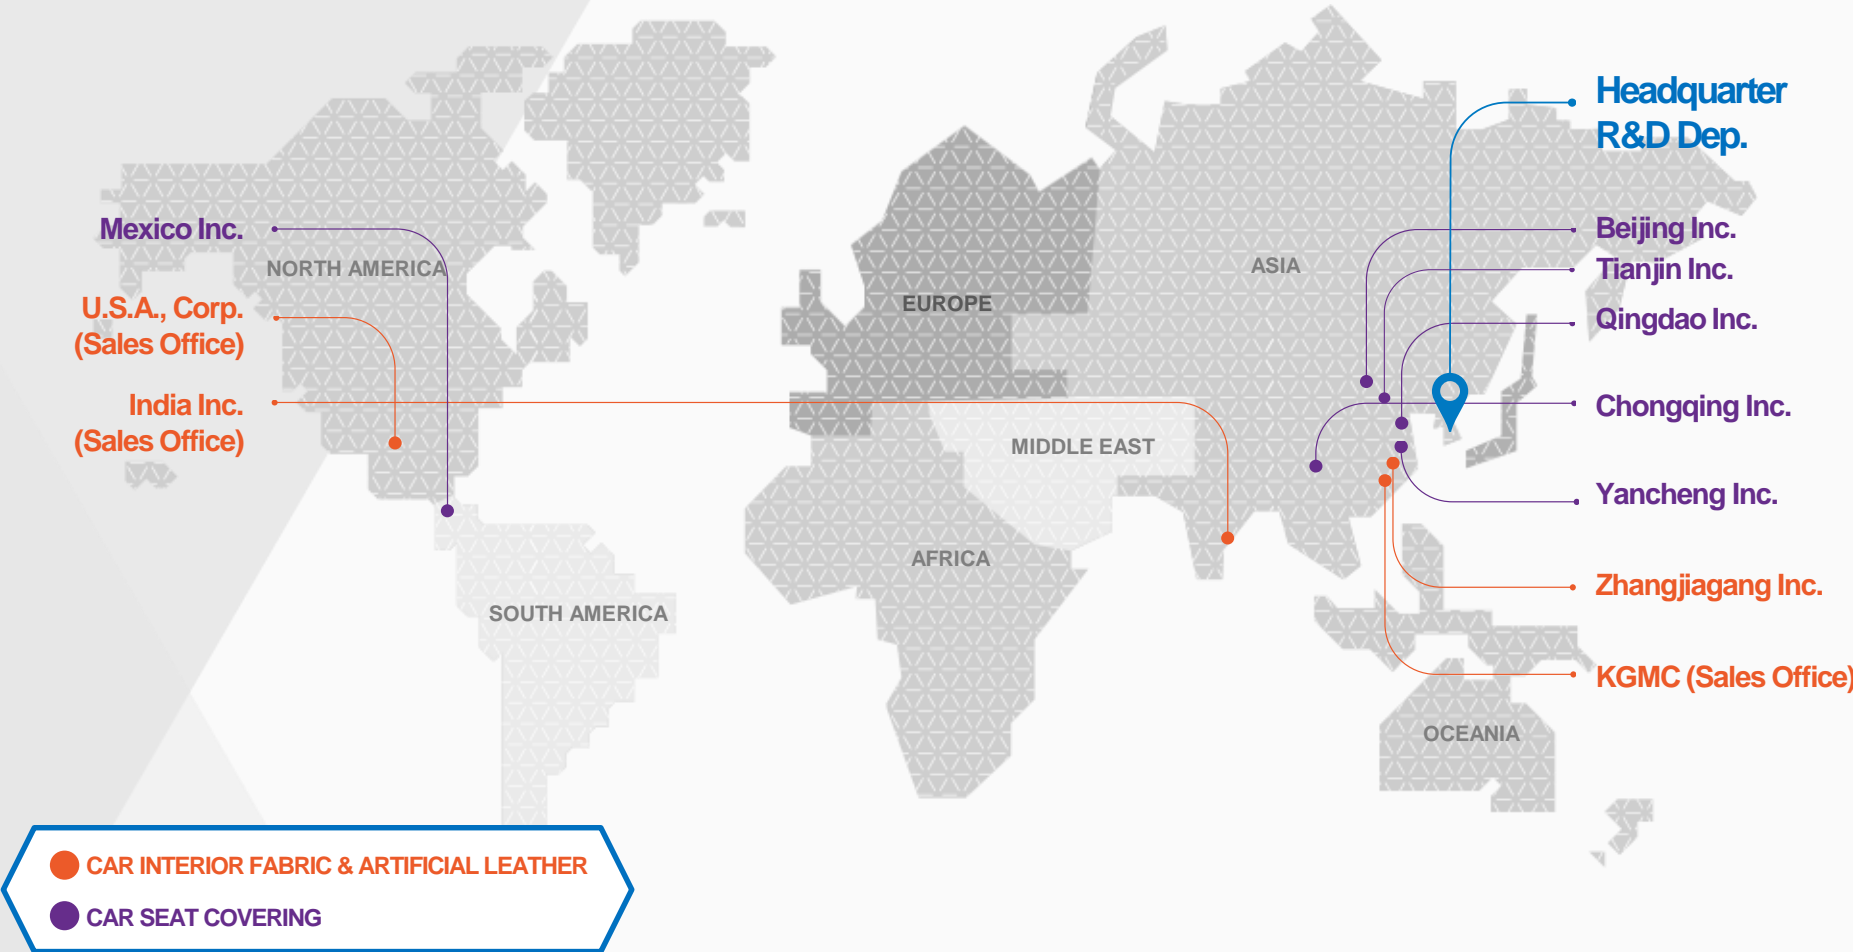 Headquarter
R&D Dep.
Mexico Inc.
NORTH AMERICA
U.S.A., Corp.
(Sales Office)
India Inc.
(Sales Office)
SOUTH AMERICA
EUROPE
MIDDLE EAST
AFRICA
ASIA
OCEANIA
Beijing Inc.
Tianjin Inc.
Qingdao Inc.
Chongqing Inc.
Yancheng Inc.
Zhangjiagang Inc.
KGMC (Sales Office)
CAR INTERIOR FABRIC & ARTIFICIAL LEATHER
CAR SEAT COVERING